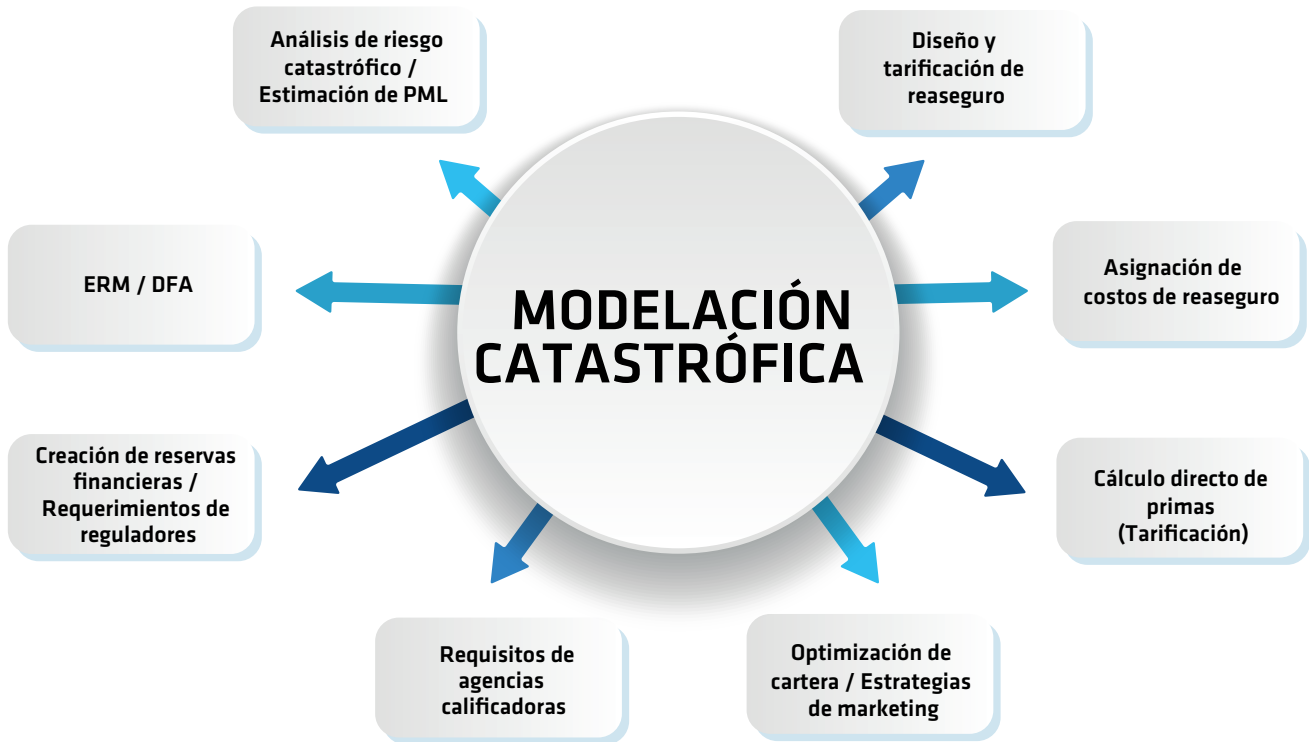 Análisis de riesgo
catastrófico /
Estimación de PML
Diseño y
tarificación de
reaseguro
ERM / DFA
MODELACIÓN
CATASTRÓFICA
Asignación de
costos de reaseguro
Creación de reservas
financieras /
Requerimientos de
reguladores
Cálculo directo de
primas
(Tarificación)
Requisitos de
agencias
calificadoras
Optimización de
cartera / Estrategias
de marketing